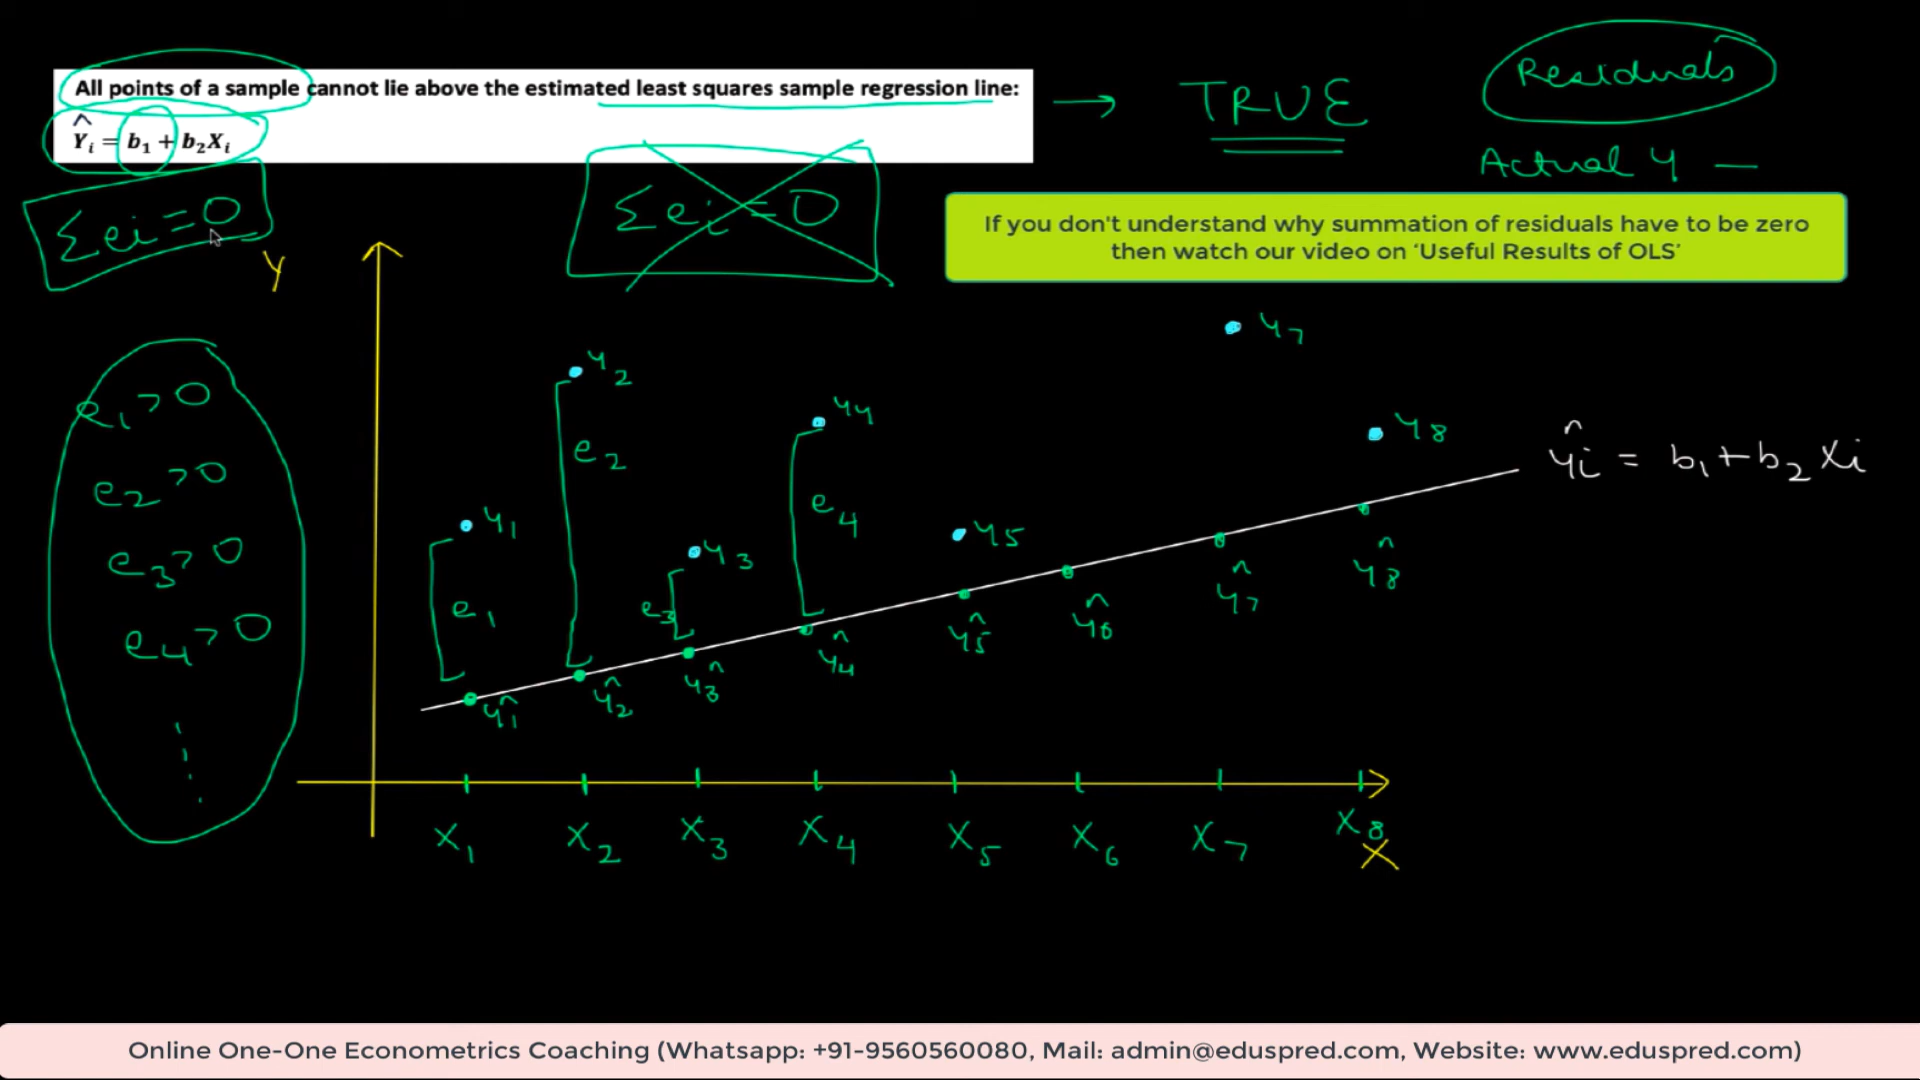 All points of a sample cannot lie above the estimated least squares sample regression line:
Ŷᵢ = b₁ + b₂Xᵢ
→ TRUE
Residuals
Actual Y —
Σeᵢ = 0
Σeᵢ = 0
If you don't understand why summation of residuals have to be zero
then watch our video on ‘Useful Results of OLS’
Y
e₁ > 0
e₂ > 0
e₃ > 0
e₄ > 0
y₁
y₂
y₃
y₄
y₅
y₇
y₈
e₁
e₂
e₃
e₄
ŷᵢ = b₁ + b₂ Xᵢ
ŷ₁
ŷ₂
ŷ₃
ŷ₄
ŷ₅
ŷ₆
ŷ₇
ŷ₈
X₁ X₂ X₃ X₄ X₅ X₆ X₇ X₈
X
Online One-One Econometrics Coaching (Whatsapp: +91-9560560080, Mail: admin@eduspred.com, Website: www.eduspred.com)